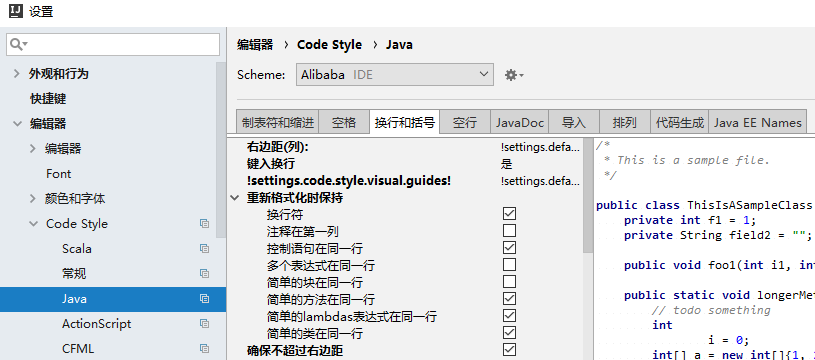 IJ 设置
编辑器 › Code Style › Java
Scheme: Alibaba IDE
外观和行为
快捷键
编辑器
编辑器
Font
颜色和字体
Code Style
Scala
常规
Java
ActionScript
CFML
制表符和缩进 空格 换行和括号 空行 JavaDoc 导入 排列 代码生成 Java EE Names
右边距(列): !settings.defa...
键入换行 是
!settings.code.style.visual.guides! !settings.defa...
重新格式化时保持
换行符
注释在第一列
控制语句在同一行
多个表达式在同一行
简单的块在同一行
简单的方法在同一行
简单的lambdas表达式在同一行
简单的类在同一行
确保不超过右边距
/*
* This is a sample file.
*/
public class ThisIsASampleClass
private int f1 = 1;
private String field2 = "";
public void foo1(int i1, int
public static void longerMet
// todo something
int
i = 0;
int[] a = new int[]{1, 2